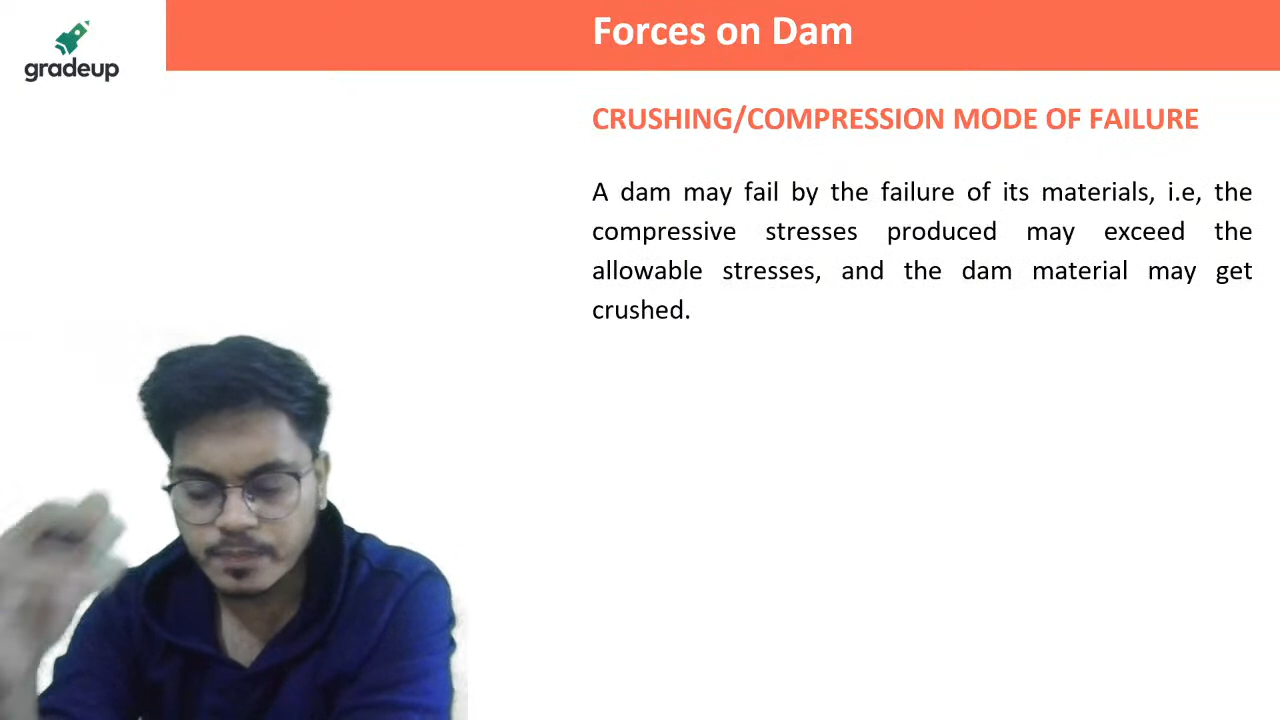 gradeup
Forces on Dam
CRUSHING/COMPRESSION MODE OF FAILURE
A dam may fail by the failure of its materials, i.e, the
compressive stresses produced may exceed the
allowable stresses, and the dam material may get
crushed.